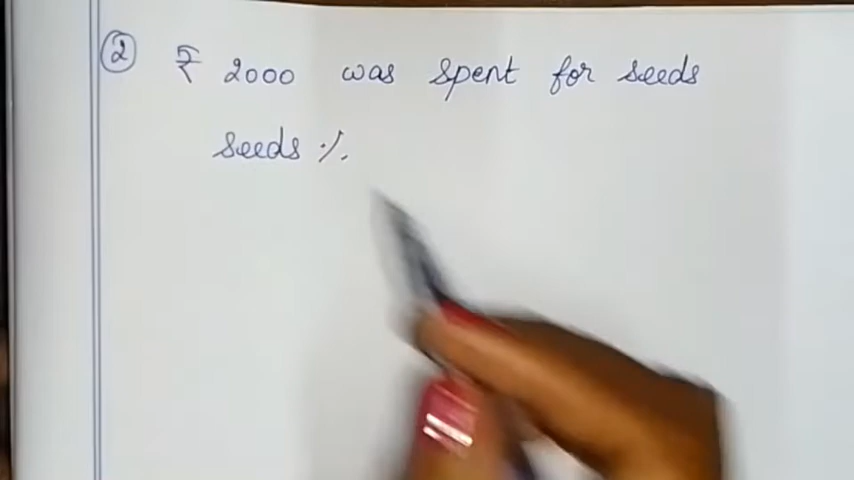 ② ₹ 2000 was spent for seeds
seeds %